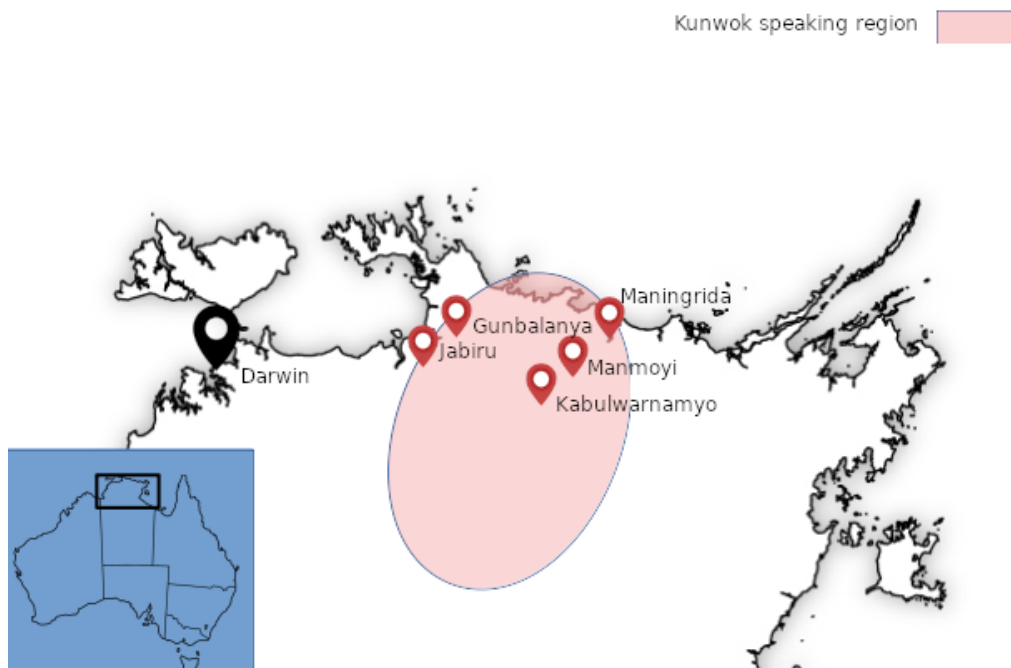 Kunwok speaking region
Maningrida
Gunbalanya
Jabiru
Manmoyi
Darwin
Kabulwarnamyo